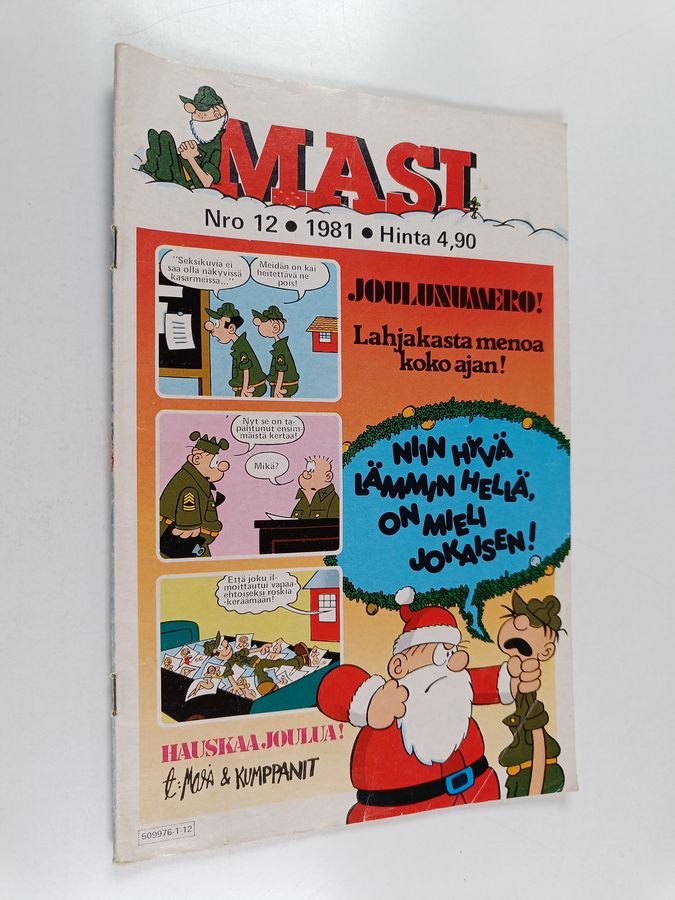 MASI
Nro 12 • 1981 • Hinta 4,90
"Seksikuvia ei
saa olla näkyvissä
kasarmeissa..."
Meidän on kai
heitettävä ne
pois!
JOULUNUMERO!
Lahjakasta menoa
koko ajan!
Nyt se on ta-
pahtunut ensim-
mäistä kertaa!
Mikä?
NIIN HYVÄ
LÄMMIN HELLÄ,
ON MIELI
JOKAISEN!
Että joku il-
moittautui vapaa
ehtoiseksi roskia
-keräämään!
HAUSKAA JOULUA!
t: Masi & KUMPPANIT
509976-1-12